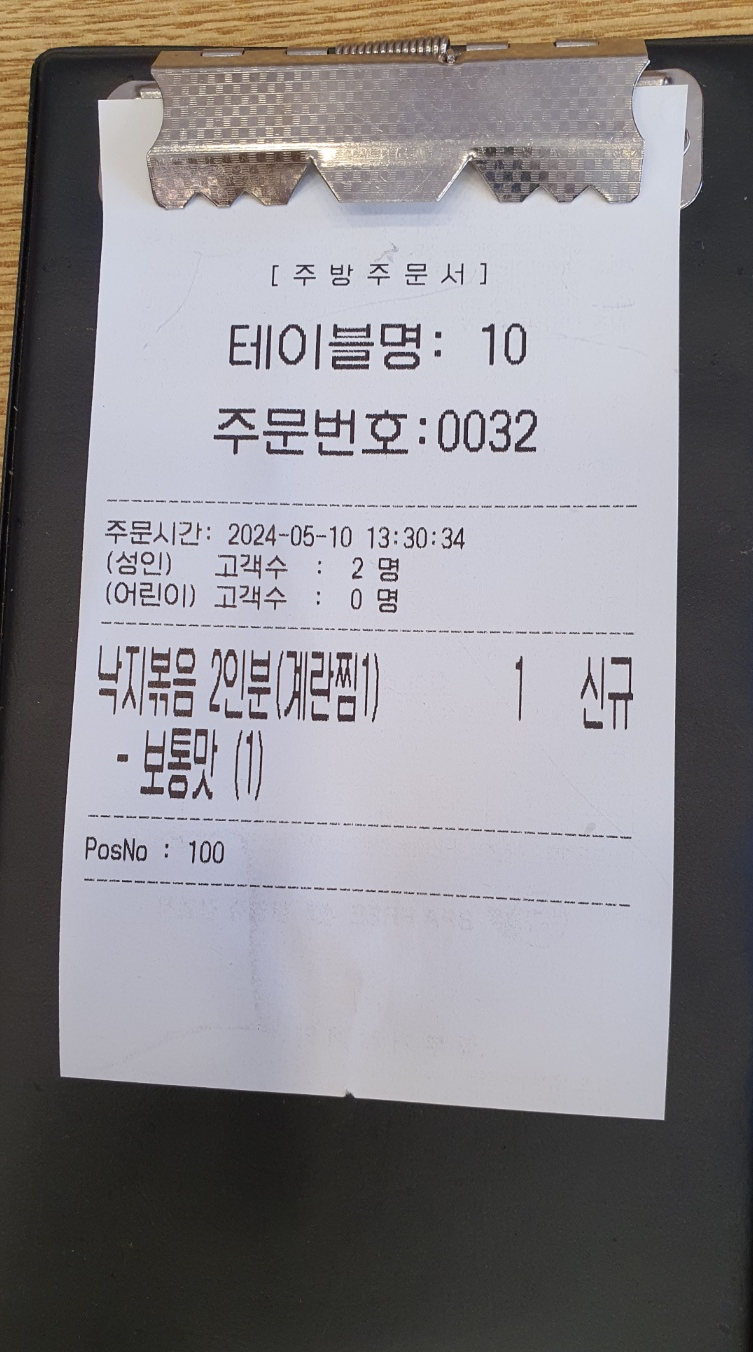 [ 주 방 주 문 서 ]
테이블명: 10
주문번호:0032
주문시간: 2024-05-10 13:30:34
(성인) 고객수 : 2 명
(어린이) 고객수 : 0 명
낙지볶음 2인분(계란찜1) 1 신규
- 보통맛 (1)
PosNo : 100